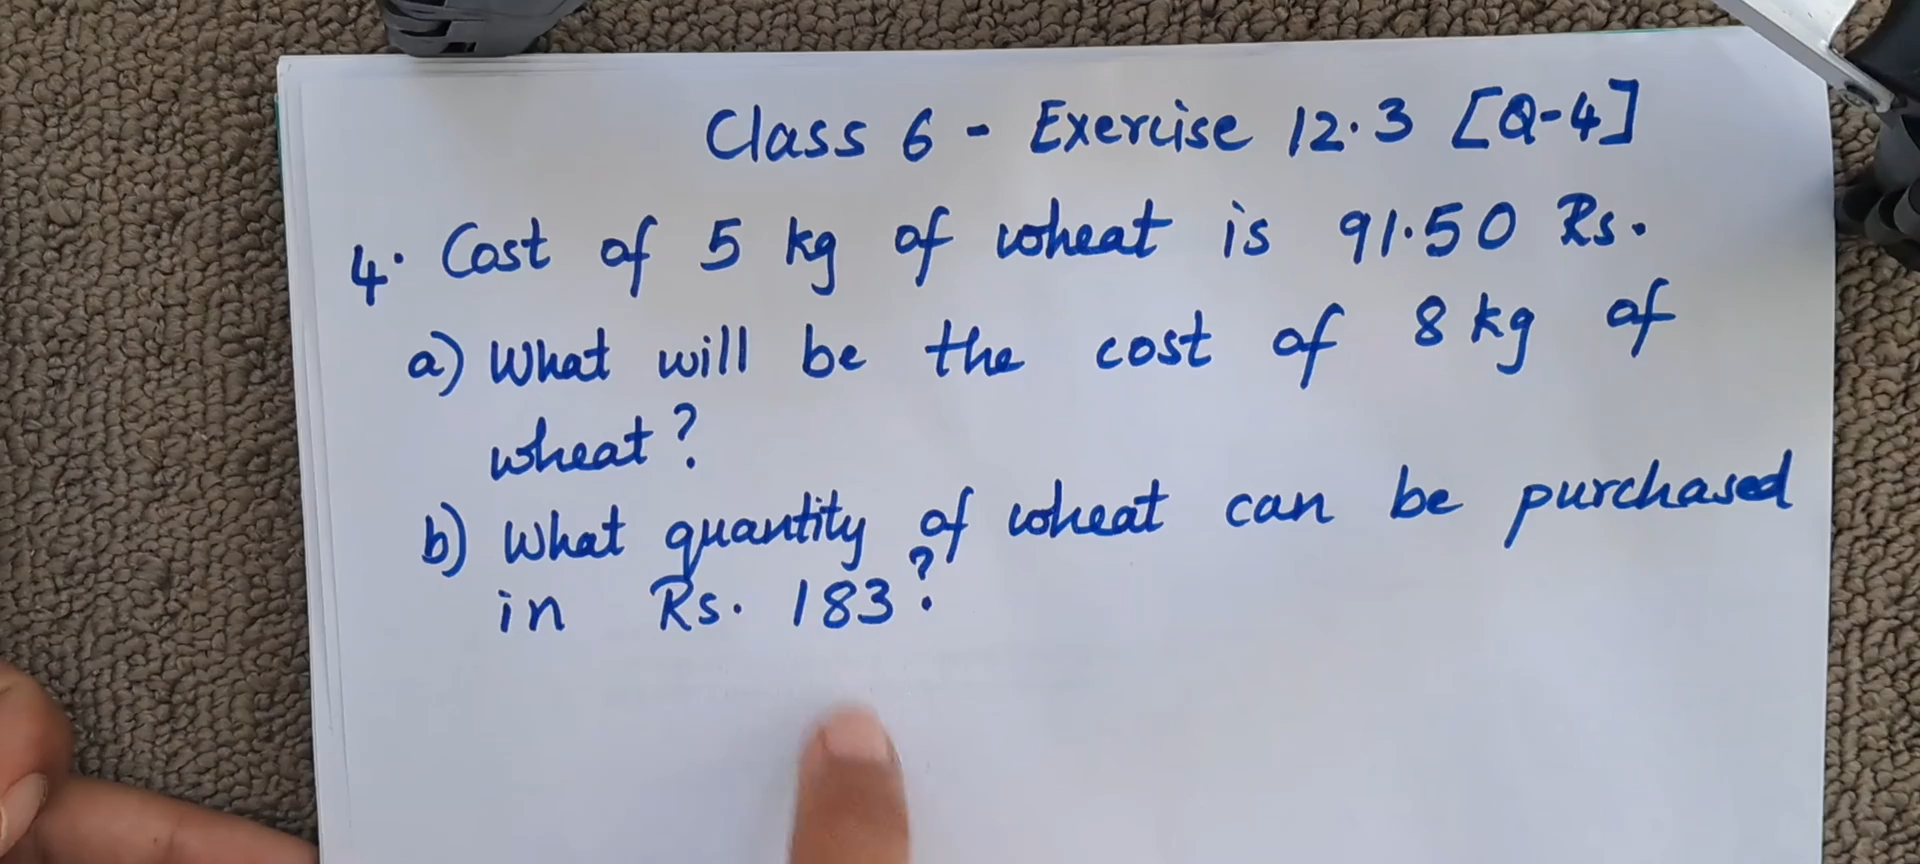 Class 6 - Exercise 12.3 [Q-4]
4. Cost of 5 kg of wheat is 91.50 Rs.
a) What will be the cost of 8 kg of
wheat?
b) What quantity of wheat can be purchased
in Rs. 183?